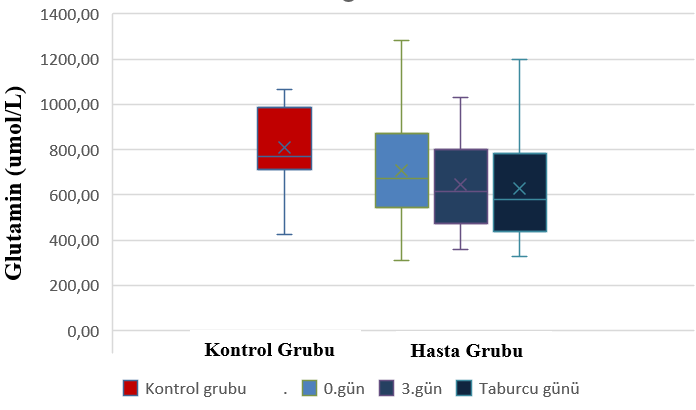 1400,00
1200,00
1000,00
800,00
600,00
400,00
200,00
0,00
Glutamin (umol/L)
Kontrol Grubu Hasta Grubu
Kontrol grubu . 0.gün 3.gün Taburcu günü